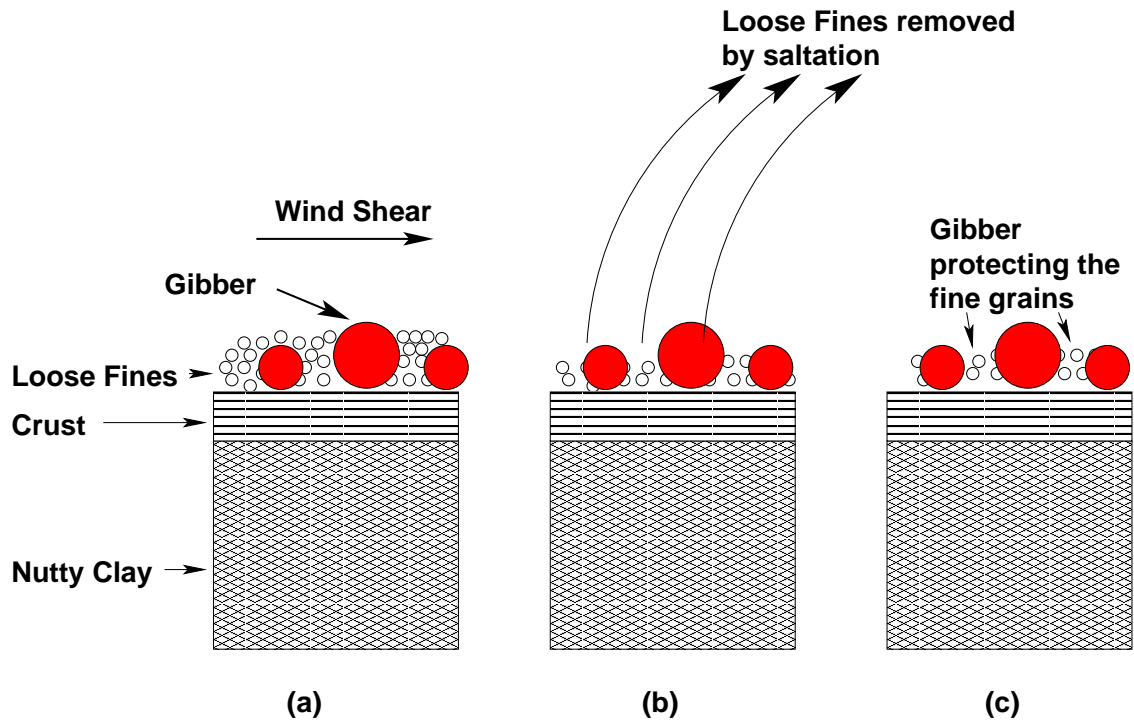 Loose Fines removed
by saltation
Wind Shear
Gibber
Gibber
protecting the
fine grains
Loose Fines
Crust
Nutty Clay
(a)
(b)
(c)